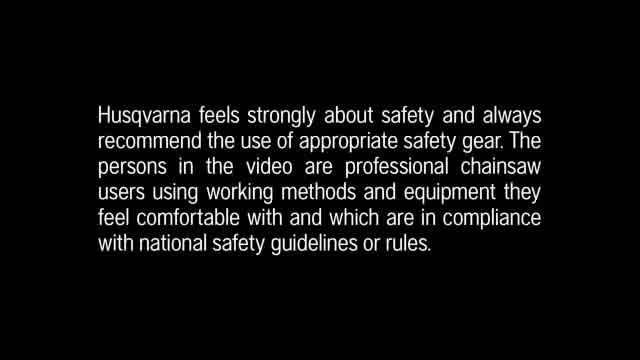 Husqvarna feels strongly about safety and always
recommend the use of appropriate safety gear. The
persons in the video are professional chainsaw
users using working methods and equipment they
feel comfortable with and which are in compliance
with national safety guidelines or rules.